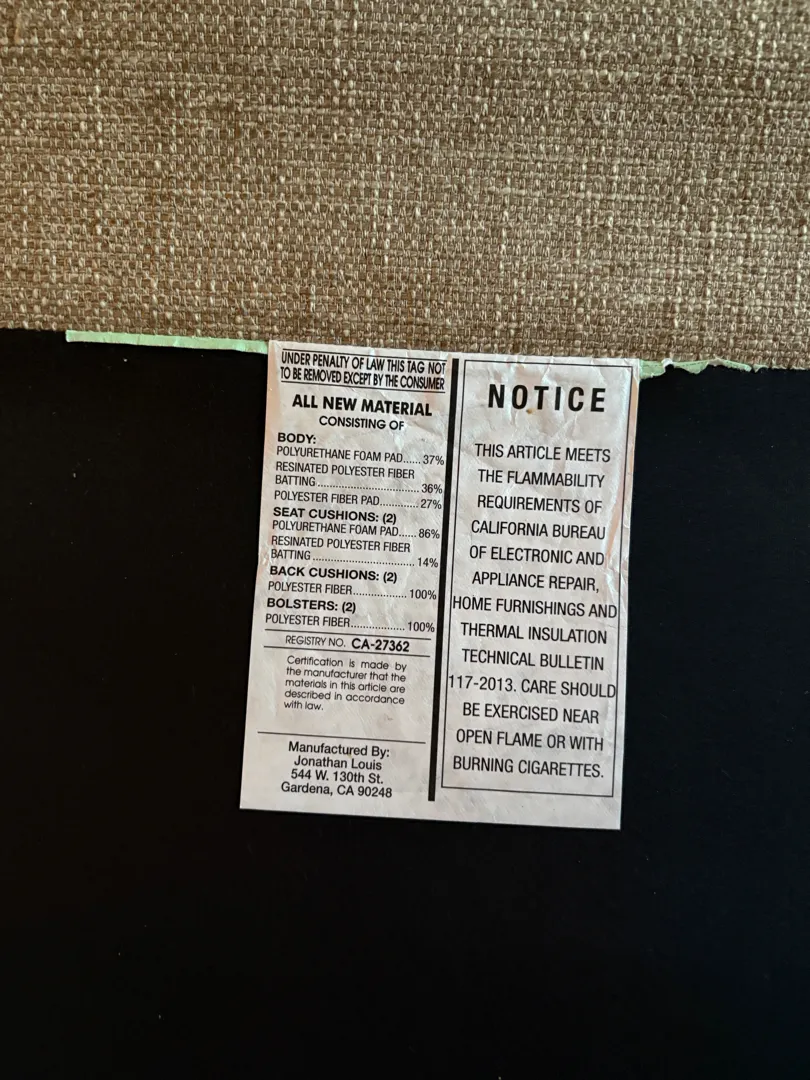 UNDER PENALTY OF LAW THIS TAG NOT
TO BE REMOVED EXCEPT BY THE CONSUMER
ALL NEW MATERIAL
CONSISTING OF
BODY:
POLYURETHANE FOAM PAD...... 37%
RESINATED POLYESTER FIBER
BATTING .............................. 36%
POLYESTER FIBER PAD............ 27%
SEAT CUSHIONS: (2)
POLYURETHANE FOAM PAD...... 86%
RESINATED POLYESTER FIBER
BATTING .............................. 14%
BACK CUSHIONS: (2)
POLYESTER FIBER.................. 100%
BOLSTERS: (2)
POLYESTER FIBER.................. 100%
REGISTRY NO. CA-27362
Certification is made by
the manufacturer that the
materials in this article are
described in accordance
with law.
Manufactured By:
Jonathan Louis
544 W. 130th St.
Gardena, CA 90248
NOTICE
THIS ARTICLE MEETS
THE FLAMMABILITY
REQUIREMENTS OF
CALIFORNIA BUREAU
OF ELECTRONIC AND
APPLIANCE REPAIR,
HOME FURNISHINGS AND
THERMAL INSULATION
TECHNICAL BULLETIN
117-2013. CARE SHOULD
BE EXERCISED NEAR
OPEN FLAME OR WITH
BURNING CIGARETTES.